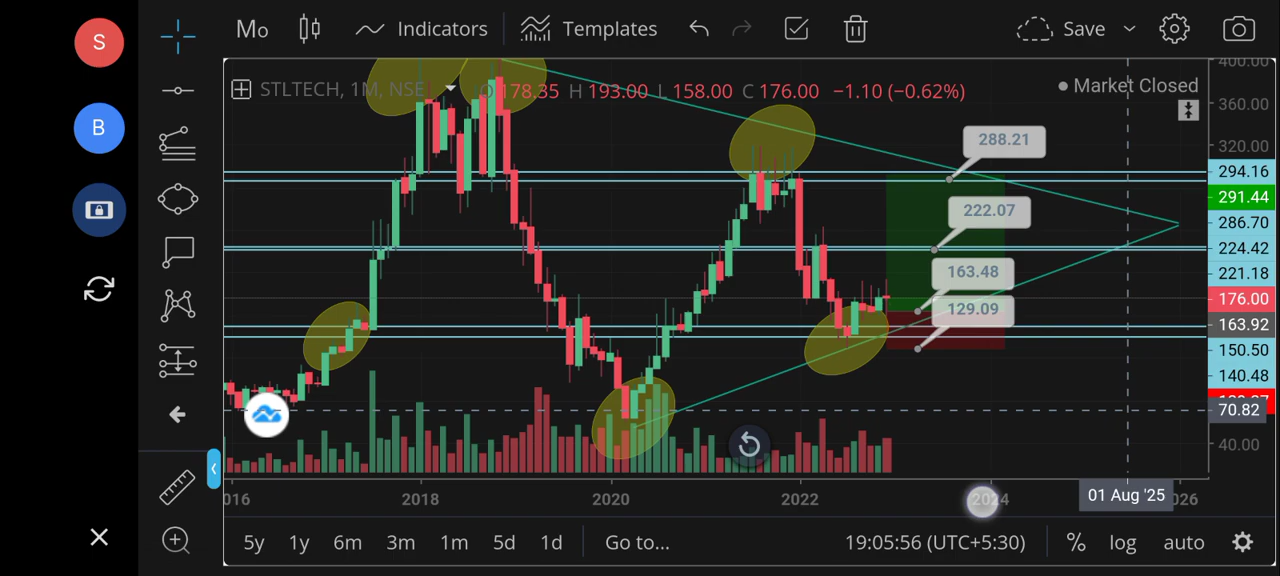 S
Mo Indicators Templates Save
B
STLTECH, 1M, NSE O 178.35 H 193.00 L 158.00 C 176.00 −1.10 (−0.62%)
Market Closed
400.00
360.00
320.00
294.16
291.44
286.70
224.42
221.18
176.00
163.92
150.50
140.48
70.82
40.00
288.21
222.07
163.48
129.09
016 2018 2020 2022 2024 01 Aug '25 026
5y 1y 6m 3m 1m 5d 1d Go to... 19:05:56 (UTC+5:30) % log auto